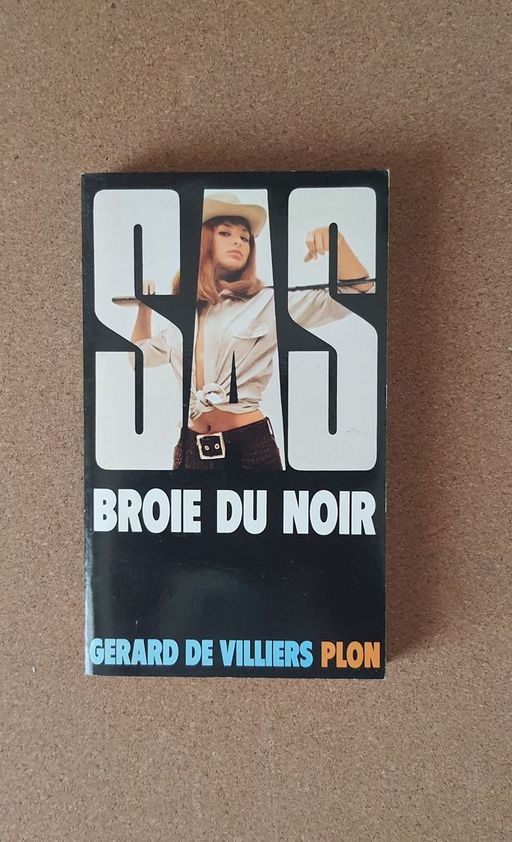 SAS
BROIE DU NOIR
GERARD DE VILLIERS PLON